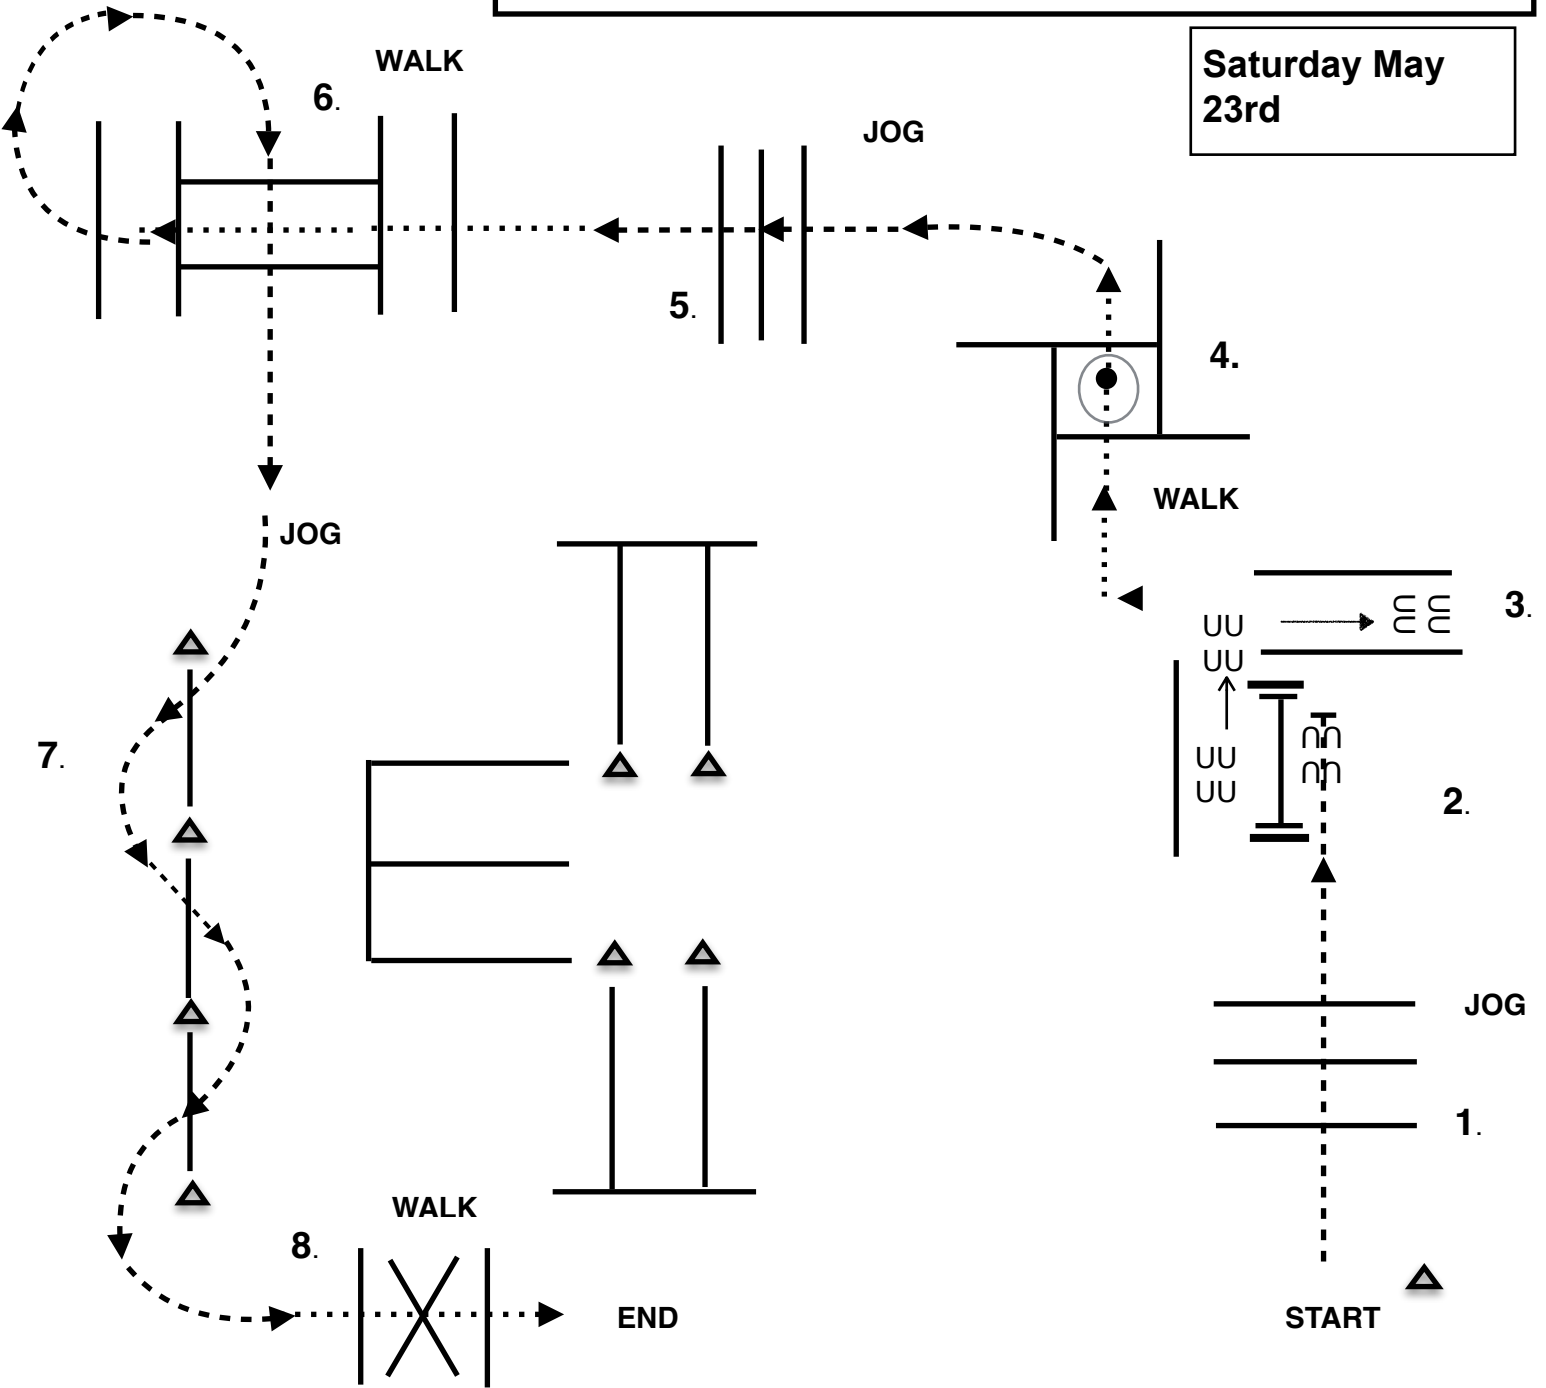 Saturday May
23rd
WALK
6.
JOG
5.
4.
WALK
3.
UU
UU
UU
UU
2.
JOG
7.
JOG
1.
WALK
8.
END
START